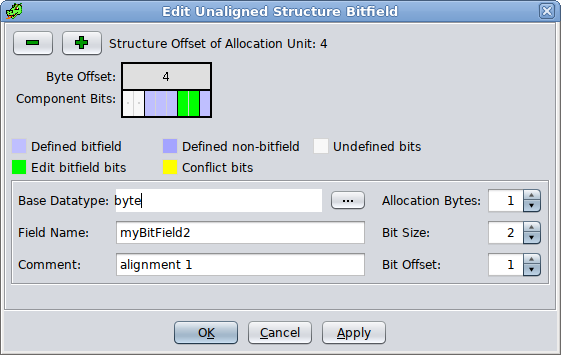 Edit Unaligned Structure Bitfield
Structure Offset of Allocation Unit: 4
Byte Offset: 4
Component Bits:
Defined bitfield Defined non-bitfield Undefined bits
Edit bitfield bits Conflict bits
Base Datatype: byte ... Allocation Bytes: 1
Field Name: myBitField2 Bit Size: 2
Comment: alignment 1 Bit Offset: 1
OK Cancel Apply